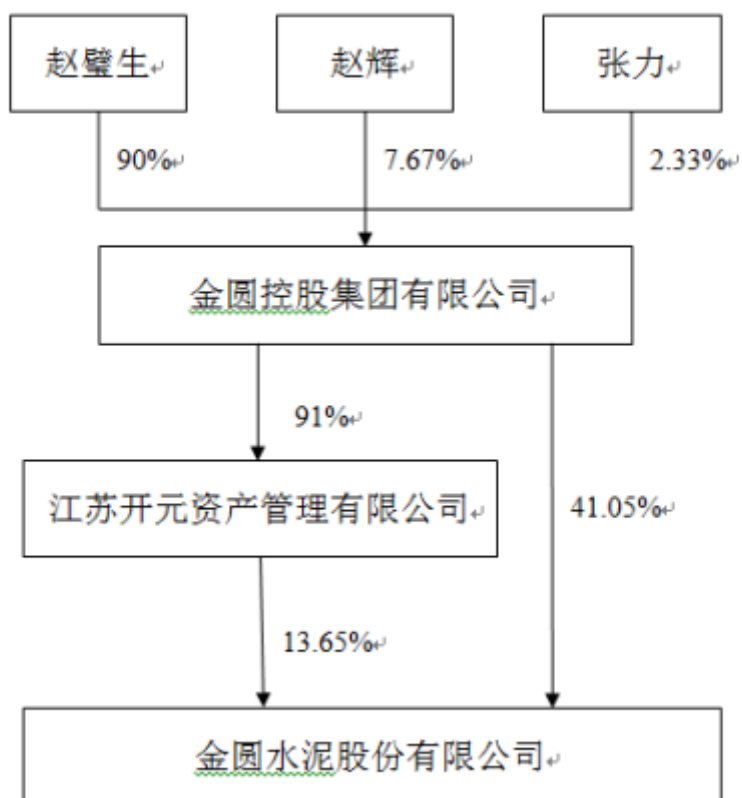 赵璧生
赵辉
张力
90%
7.67%
2.33%
金圆控股集团有限公司
91%
江苏开元资产管理有限公司
41.05%
13.65%
金圆水泥股份有限公司